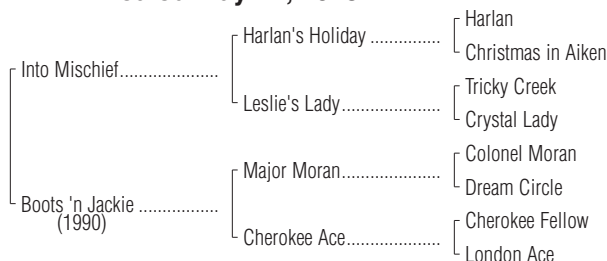 Harlan
Harlan's Holiday ................
Christmas in Aiken
Into Mischief......................
Tricky Creek
Leslie's Lady ......................
Crystal Lady
Colonel Moran
Major Moran......................
Dream Circle
Boots 'n Jackie ..................
(1990)
Cherokee Fellow
Cherokee Ace.....................
London Ace